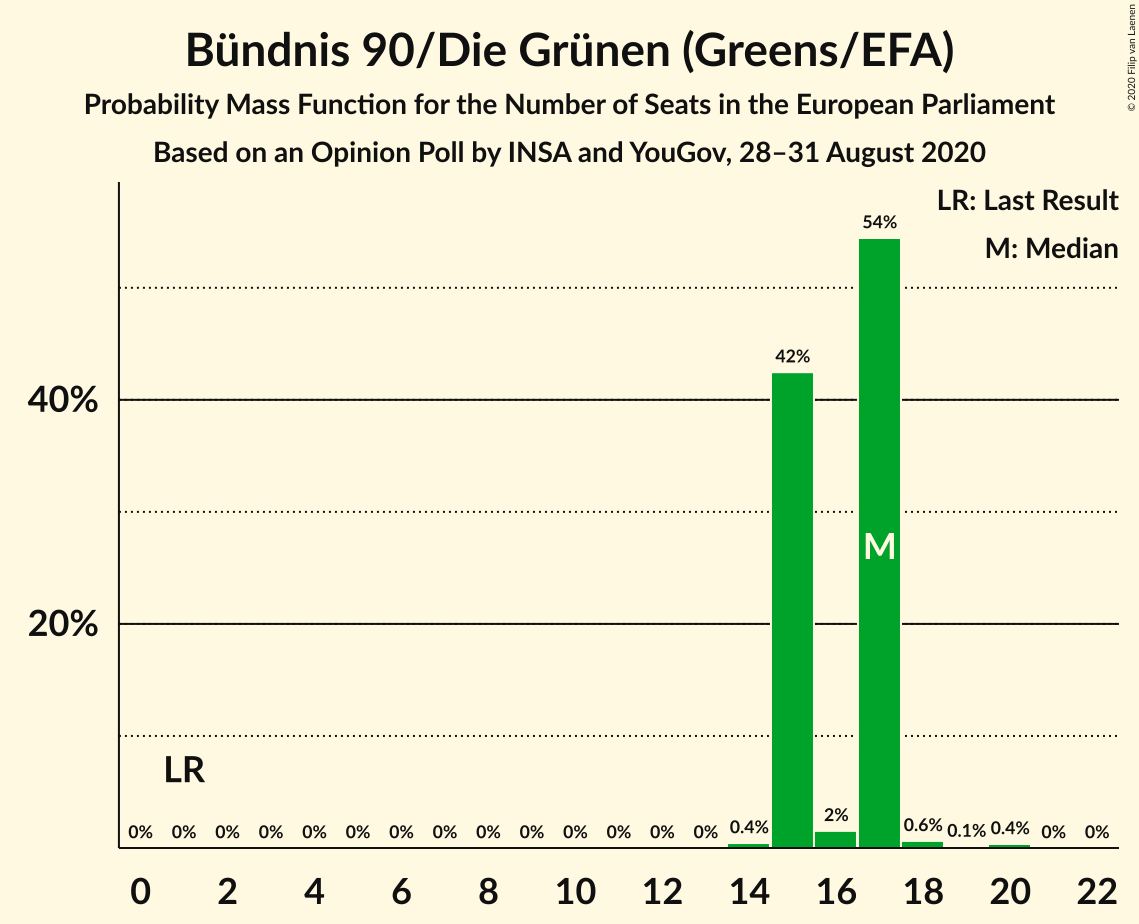 Bündnis 90/Die Grünen (Greens/EFA)
Probability Mass Function for the Number of Seats in the European Parliament
Based on an Opinion Poll by INSA and YouGov, 28–31 August 2020
© 2020 Filip van Laenen
LR: Last Result
M: Median
54%
42%
40%
M
20%
LR
0% 0% 0% 0% 0% 0% 0% 0% 0% 0% 0% 0% 0% 0% 0.4% 2% 0.6% 0.1% 0.4% 0% 0%
0 2 4 6 8 10 12 14 16 18 20 22